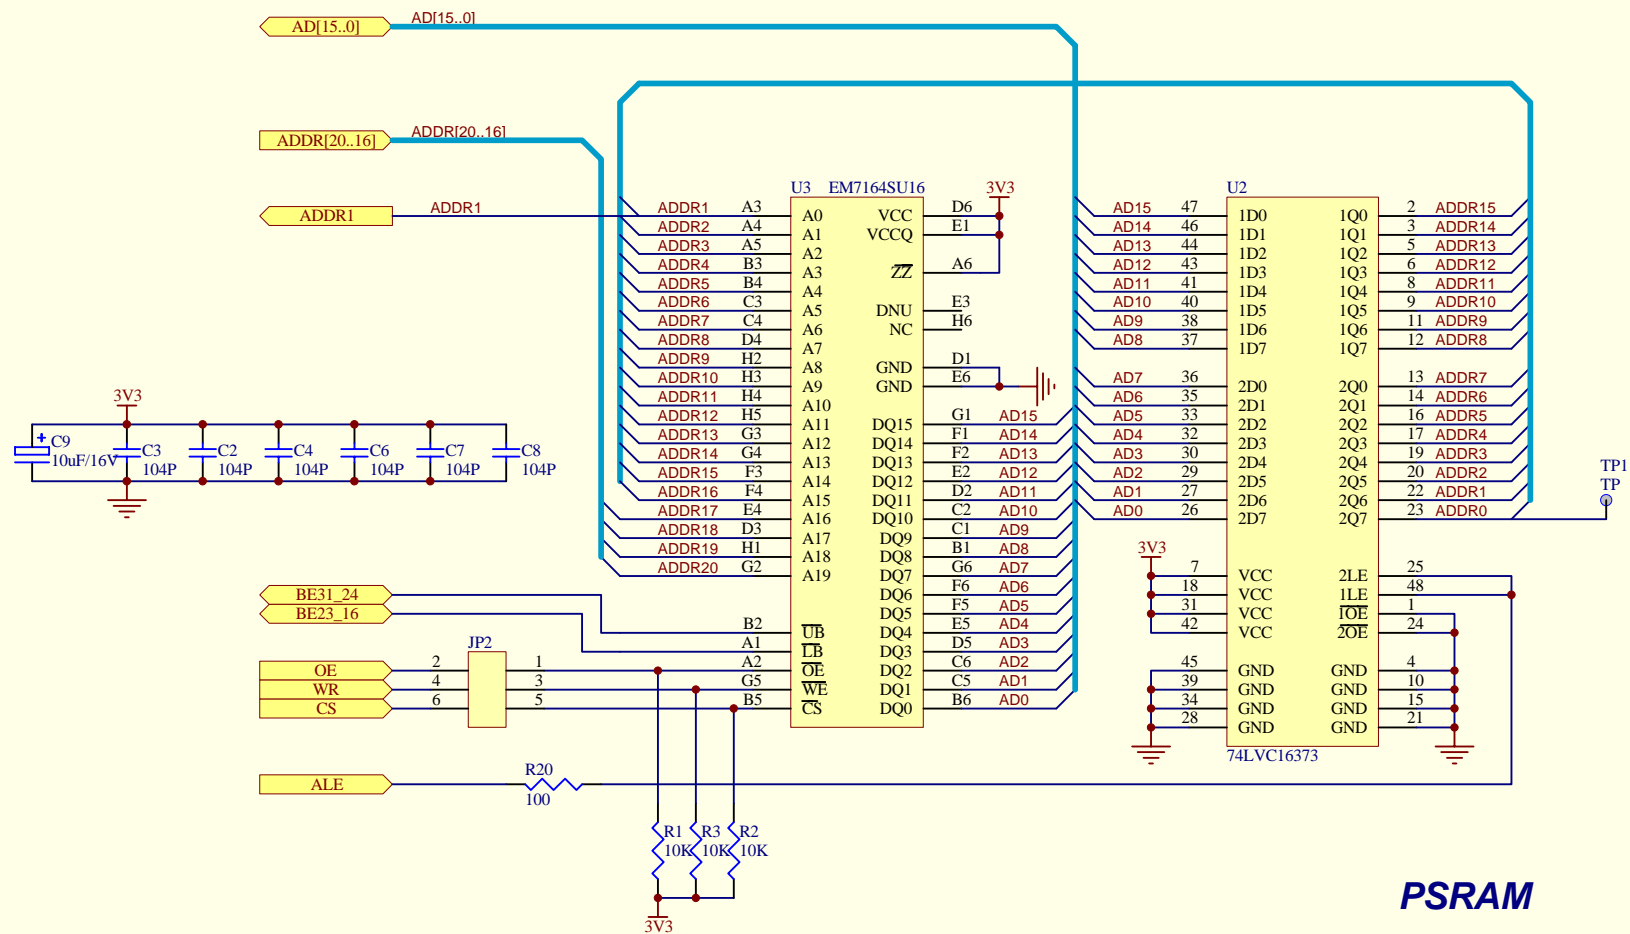 AD[15..0] AD[15..0]
ADDR[20..16] ADDR[20..16]
ADDR1 ADDR1
U3 EM7164SU16
3V3
U2
ADDR1 A3 A0 VCC D6
ADDR2 A4 A1 VCCQ E1
ADDR3 A5 A2
ADDR4 B3 A3 ZZ A6
ADDR5 B4 A4
ADDR6 C3 A5 DNU E3
ADDR7 C4 A6 NC H6
ADDR8 D4 A7
ADDR9 H2 A8 GND D1
ADDR10 H3 A9 GND E6
ADDR11 H4 A10
ADDR12 H5 A11 DQ15 G1 AD15
ADDR13 G3 A12 DQ14 F1 AD14
ADDR14 G4 A13 DQ13 F2 AD13
ADDR15 F3 A14 DQ12 E2 AD12
ADDR16 F4 A15 DQ11 D2 AD11
ADDR17 E4 A16 DQ10 C2 AD10
ADDR18 D3 A17 DQ9 C1 AD9
ADDR19 H1 A18 DQ8 B1 AD8
ADDR20 G2 A19 DQ7 G6 AD7
DQ6 F6 AD6
DQ5 F5 AD5
B2 UB DQ4 E5 AD4
A1 LB DQ3 D5 AD3
A2 OE DQ2 C6 AD2
G5 WE DQ1 C5 AD1
B5 CS DQ0 B6 AD0
AD15 47 1D0 1Q0 2 ADDR15
AD14 46 1D1 1Q1 3 ADDR14
AD13 44 1D2 1Q2 5 ADDR13
AD12 43 1D3 1Q3 6 ADDR12
AD11 41 1D4 1Q4 8 ADDR11
AD10 40 1D5 1Q5 9 ADDR10
AD9 38 1D6 1Q6 11 ADDR9
AD8 37 1D7 1Q7 12 ADDR8
AD7 36 2D0 2Q0 13 ADDR7
AD6 35 2D1 2Q1 14 ADDR6
AD5 33 2D2 2Q2 16 ADDR5
AD4 32 2D3 2Q3 17 ADDR4
AD3 30 2D4 2Q4 19 ADDR3
AD2 29 2D5 2Q5 20 ADDR2
AD1 27 2D6 2Q6 22 ADDR1
AD0 26 2D7 2Q7 23 ADDR0
TP1
TP
3V3
7 VCC 2LE 25
18 VCC 1LE 48
31 VCC 1OE 1
42 VCC 2OE 24
45 GND GND 4
39 GND GND 10
34 GND GND 15
28 GND GND 21
74LVC16373
3V3
+ C9 C3 C2 C4 C6 C7 C8
10uF/16V 104P 104P 104P 104P 104P 104P
BE31_24
BE23_16
JP2
OE 2 1
WR 4 3
CS 6 5
ALE R20
100
R1 R3 R2
10K 10K 10K
3V3
PSRAM